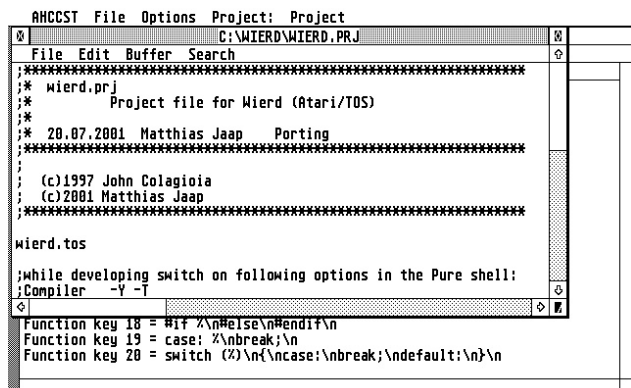 AHCCST File Options Project: Project
C:\WIERD\WIERD.PRJ
File Edit Buffer Search
;************************************************************
;* wierd.prj
;* Project file for Wierd (Atari/TOS)
;*
;* 20.07.2001 Matthias Jaap Porting
;************************************************************
;
; (c)1997 John Colagioia
; (c)2001 Matthias Jaap
;************************************************************
wierd.tos
;while developing switch on following options in the Pure shell:
;Compiler -Y -T
Function key 18 = #if %\n#else\n#endif\n
Function key 19 = case: %\nbreak;\n
Function key 20 = switch (%)\n{\ncase:\nbreak;\ndefault:\n}\n